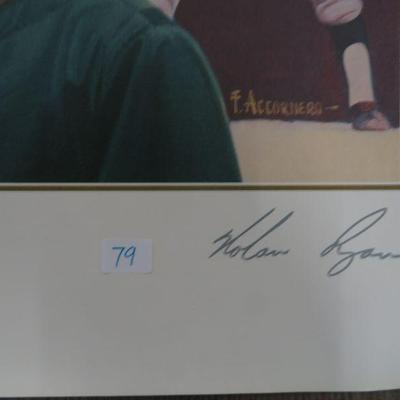 F. ACCORNERO
79
Nolan Ryan